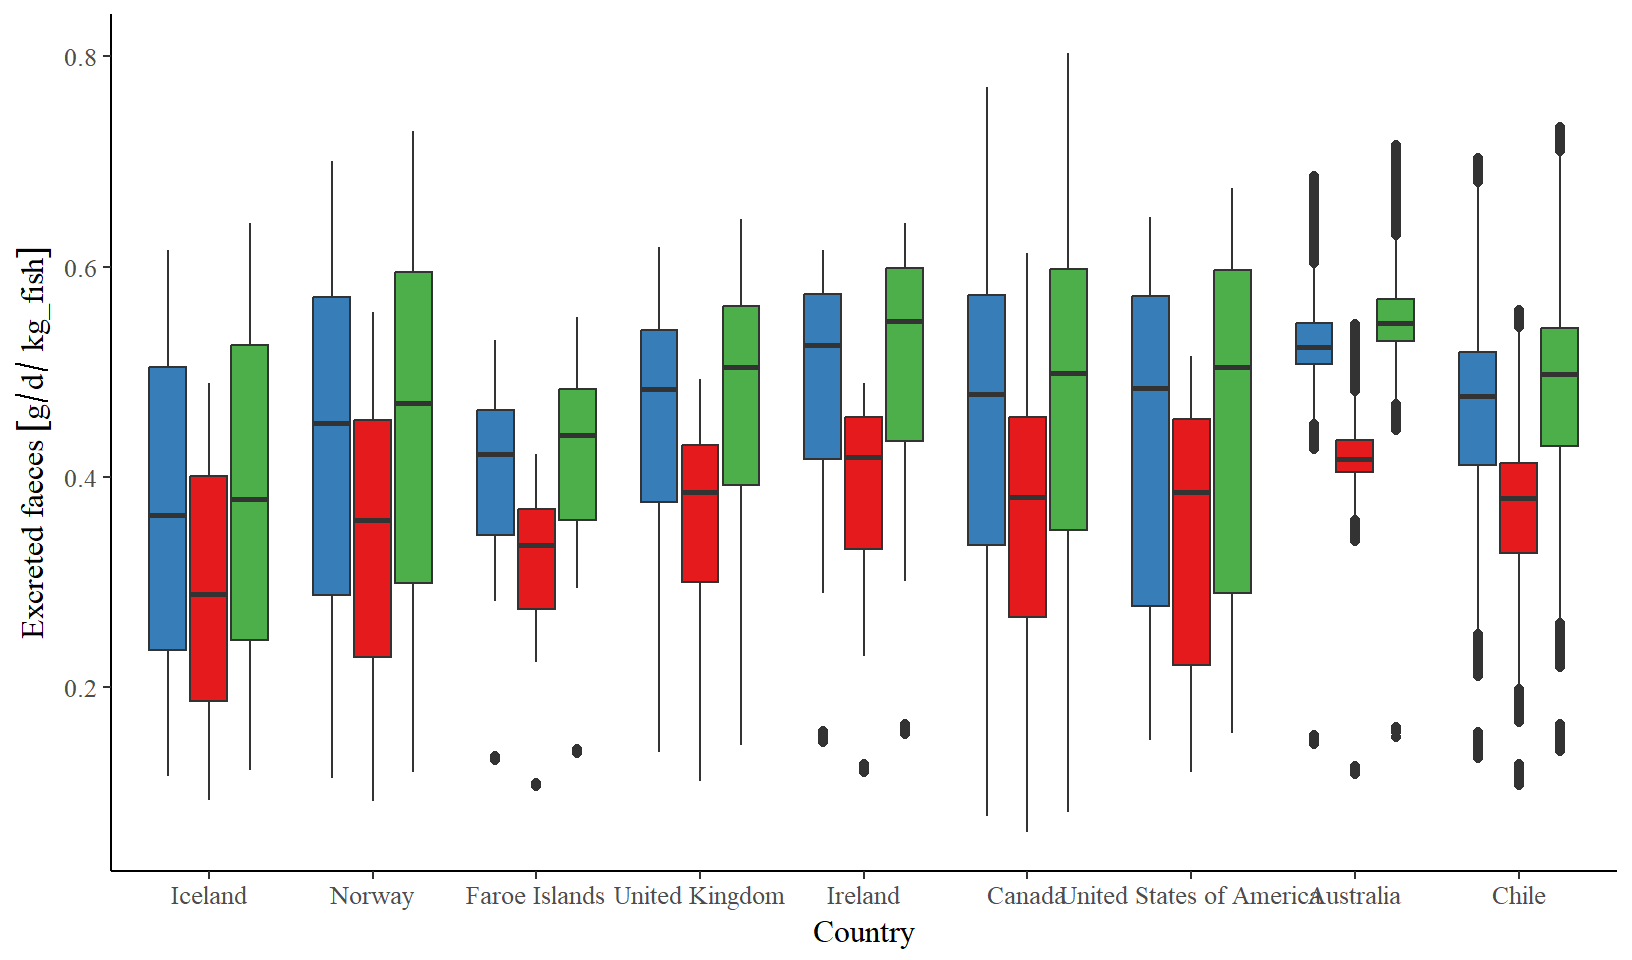 Excreted faeces [g/d/ kg_fish]
0.8
0.6
0.4
0.2
Iceland Norway Faroe Islands United Kingdom Ireland Canada United States of America Australia Chile
Country